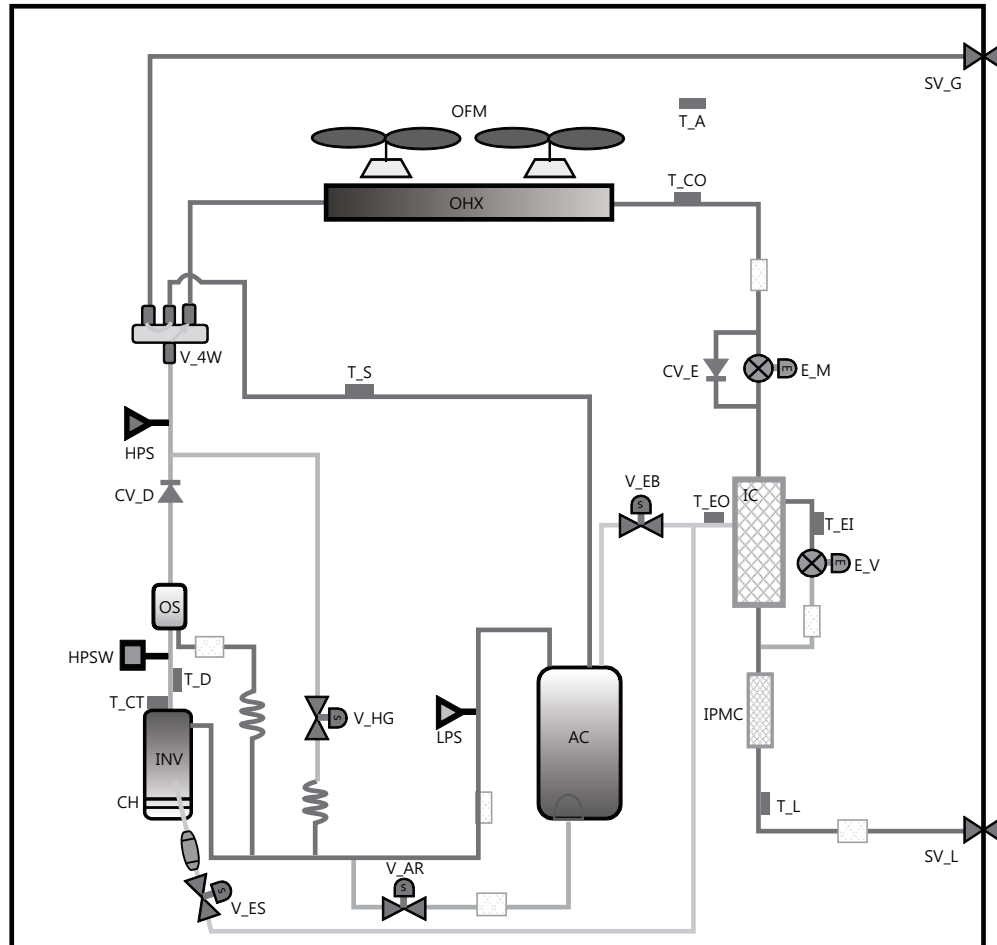 SV_G
OFM
T_A
T_CO
OHX
V_4W
T_S
CV_E
E
E_M
HPS
CV_D
V_EB
S
T_EO
IC
T_EI
E
E_V
OS
HPSW
T_D
T_CT
S
V_HG
LPS
AC
IPMC
INV
CH
T_L
SV_L
V_AR
S
S
V_ES